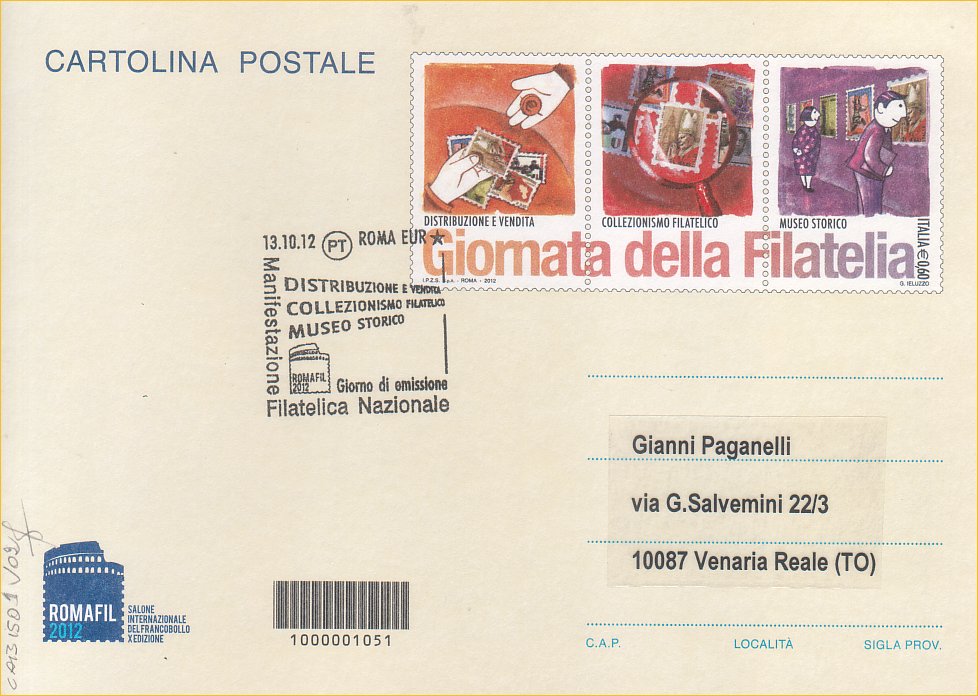 CARTOLINA POSTALE
DISTRIBUZIONE E VENDITA
COLLEZIONISMO FILATELICO
MUSEO STORICO
Giornata della Filatelia
ITALIA € 0,60
I.P.Z.S. S.p.A. - ROMA - 2012
G. IELUZZO
13.10.12 PT ROMA EUR
Manifestazione
DISTRIBUZIONE E VENDITA
COLLEZIONISMO FILATELICO
MUSEO STORICO
ROMAFIL
2012
Giorno di emissione
Filatelica Nazionale
Gianni Paganelli
via G.Salvemini 22/3
10087 Venaria Reale (TO)
ROMAFIL
2012
SALONE
INTERNAZIONALE
DEL FRANCOBOLLO
X EDIZIONE
1000001051
C.A.P. LOCALITÀ SIGLA PROV.